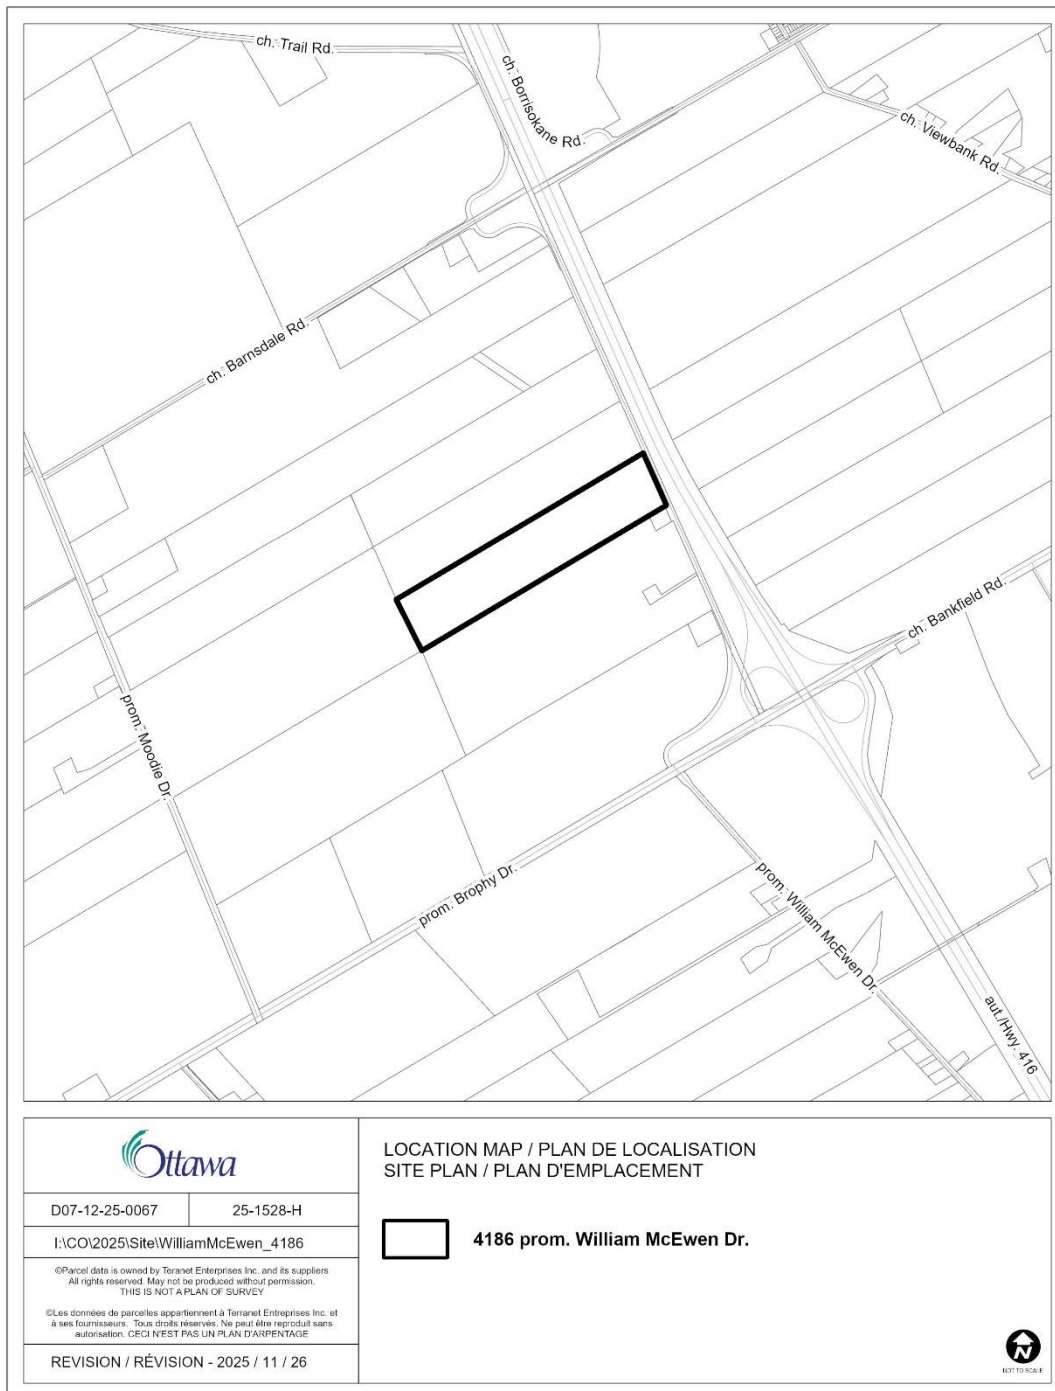 ch. Trail Rd.
ch. Borrisokane Rd.
ch. Viewbank Rd.
ch. Barnsdale Rd.
ch. Bankfield Rd.
prom. Moodie Dr.
prom. Brophy Dr.
prom. William McEwen Dr.
aut./Hwy. 416
Ottawa
D07-12-25-0067
25-1528-H
I:\CO\2025\Site\WilliamMcEwen_4186
©Parcel data is owned by Teranet Enterprises Inc. and its suppliers
All rights reserved. May not be produced without permission.
THIS IS NOT A PLAN OF SURVEY
©Les données de parcelles appartiennent à Terranet Entreprises Inc. et
à ses fournisseurs. Tous droits réservés. Ne peut être reproduit sans
autorisation. CECI N'EST PAS UN PLAN D'ARPENTAGE
REVISION / RÉVISION - 2025 / 11 / 26
LOCATION MAP / PLAN DE LOCALISATION
SITE PLAN / PLAN D'EMPLACEMENT
4186 prom. William McEwen Dr.
N
NOT TO SCALE